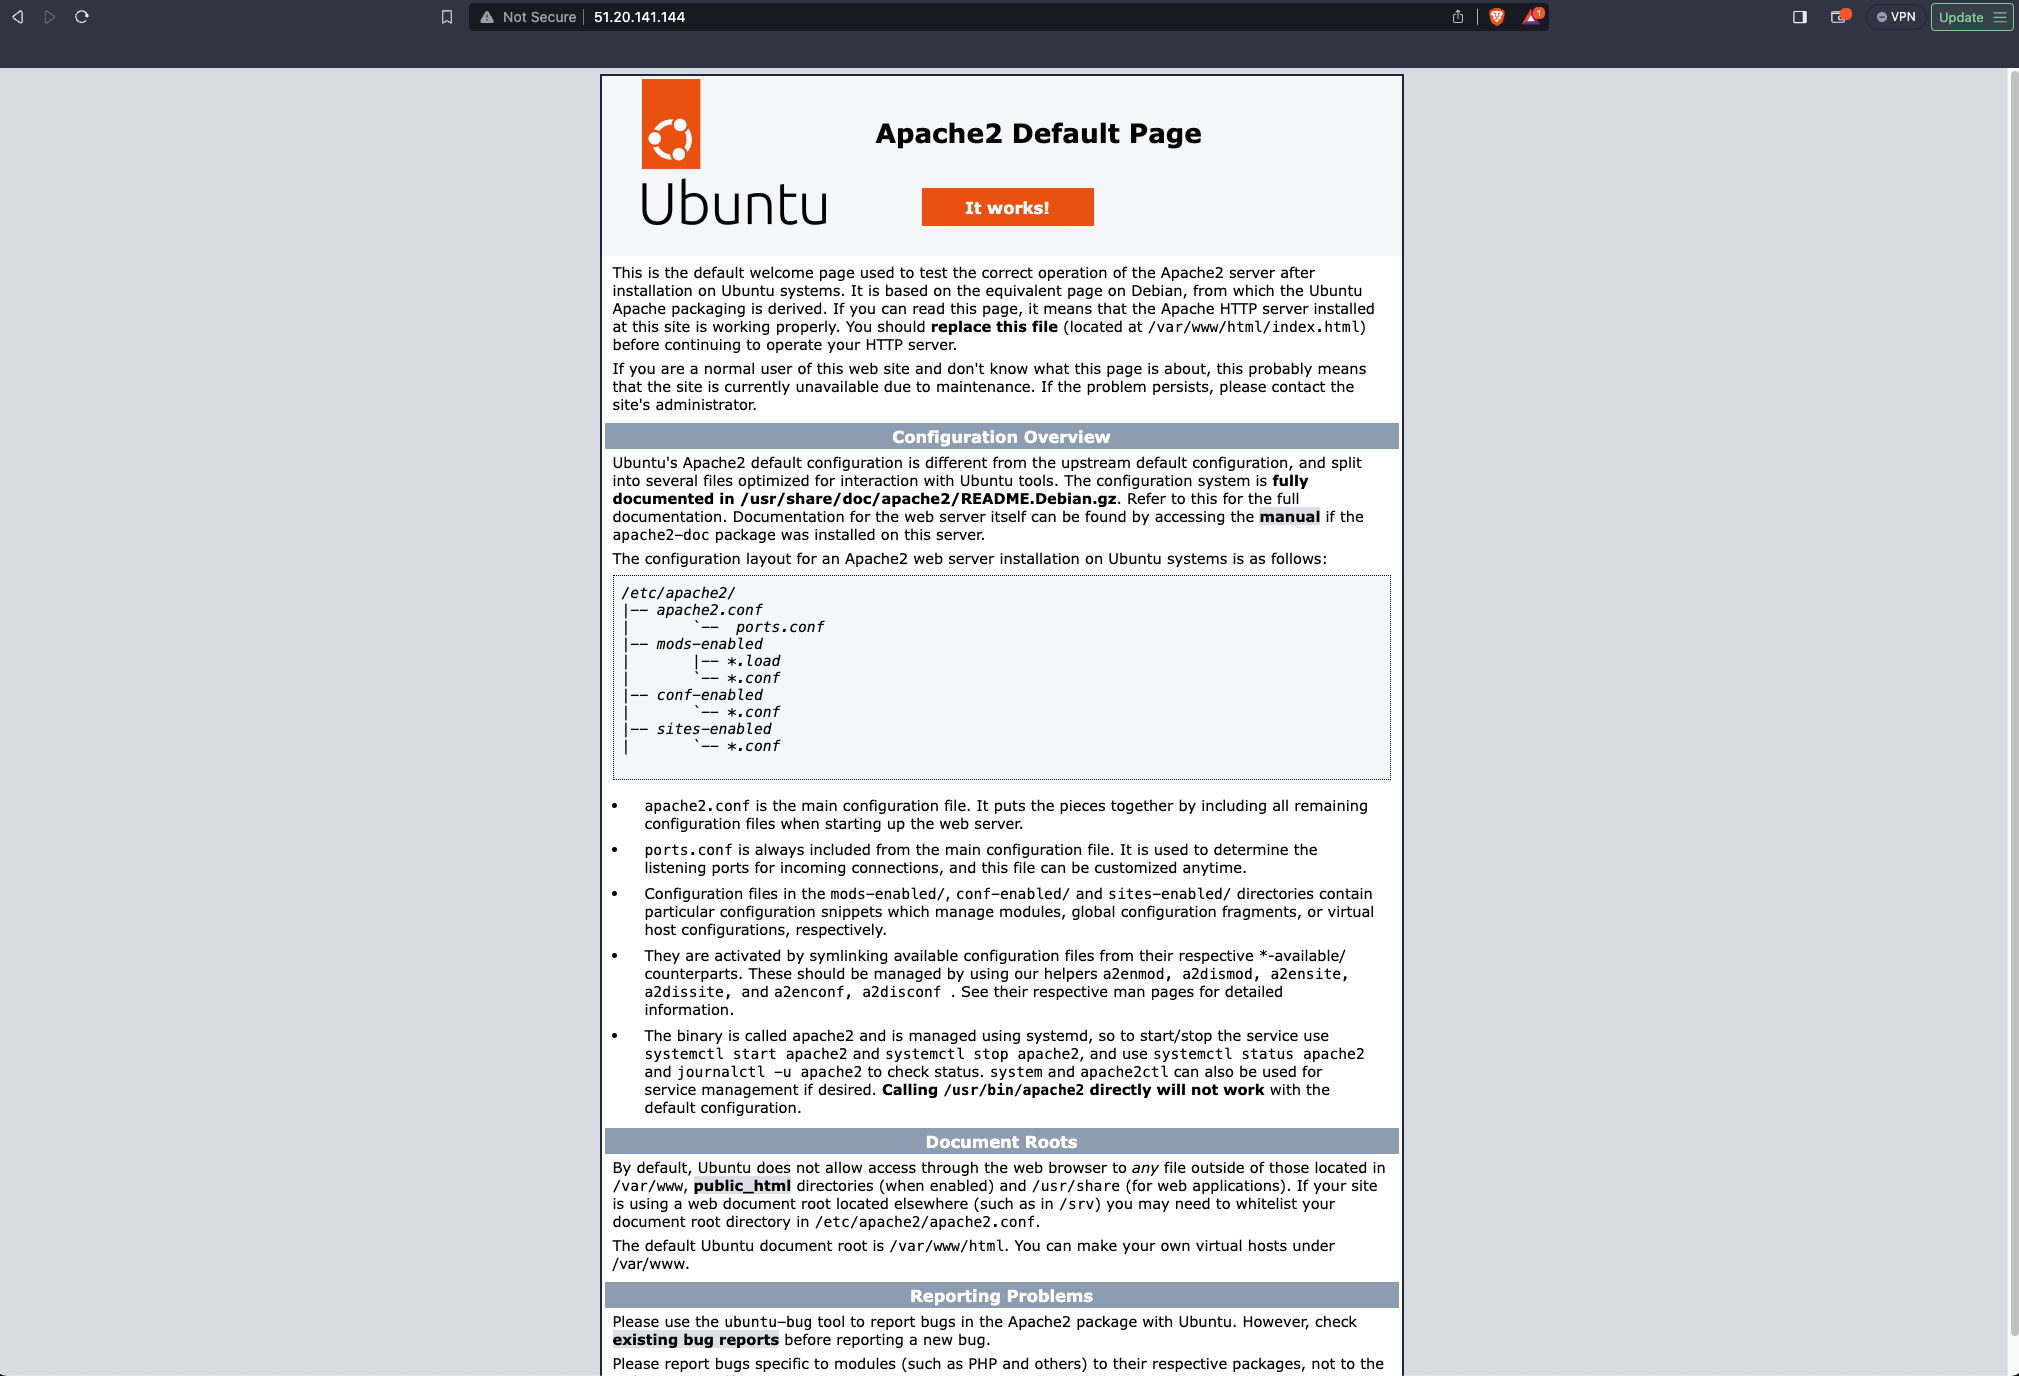 Not Secure
51.20.141.144
1
VPN
Update
Apache2 Default Page
Ubuntu
It works!
This is the default welcome page used to test the correct operation of the Apache2 server after
installation on Ubuntu systems. It is based on the equivalent page on Debian, from which the Ubuntu
Apache packaging is derived. If you can read this page, it means that the Apache HTTP server installed
at this site is working properly. You should replace this file (located at /var/www/html/index.html)
before continuing to operate your HTTP server.
If you are a normal user of this web site and don't know what this page is about, this probably means
that the site is currently unavailable due to maintenance. If the problem persists, please contact the
site's administrator.
Configuration Overview
Ubuntu's Apache2 default configuration is different from the upstream default configuration, and split
into several files optimized for interaction with Ubuntu tools. The configuration system is fully
documented in /usr/share/doc/apache2/README.Debian.gz. Refer to this for the full
documentation. Documentation for the web server itself can be found by accessing the manual if the
apache2-doc package was installed on this server.
The configuration layout for an Apache2 web server installation on Ubuntu systems is as follows:
/etc/apache2/
|-- apache2.conf
|       `--  ports.conf
|-- mods-enabled
|       |-- *.load
|       `-- *.conf
|-- conf-enabled
|       `-- *.conf
|-- sites-enabled
|       `-- *.conf
• apache2.conf is the main configuration file. It puts the pieces together by including all remaining
configuration files when starting up the web server.
• ports.conf is always included from the main configuration file. It is used to determine the
listening ports for incoming connections, and this file can be customized anytime.
• Configuration files in the mods-enabled/, conf-enabled/ and sites-enabled/ directories contain
particular configuration snippets which manage modules, global configuration fragments, or virtual
host configurations, respectively.
• They are activated by symlinking available configuration files from their respective *-available/
counterparts. These should be managed by using our helpers a2enmod, a2dismod, a2ensite,
a2dissite, and a2enconf, a2disconf . See their respective man pages for detailed
information.
• The binary is called apache2 and is managed using systemd, so to start/stop the service use
systemctl start apache2 and systemctl stop apache2, and use systemctl status apache2
and journalctl -u apache2 to check status. system and apache2ctl can also be used for
service management if desired. Calling /usr/bin/apache2 directly will not work with the
default configuration.
Document Roots
By default, Ubuntu does not allow access through the web browser to any file outside of those located in
/var/www, public_html directories (when enabled) and /usr/share (for web applications). If your site
is using a web document root located elsewhere (such as in /srv) you may need to whitelist your
document root directory in /etc/apache2/apache2.conf.
The default Ubuntu document root is /var/www/html. You can make your own virtual hosts under
/var/www.
Reporting Problems
Please use the ubuntu-bug tool to report bugs in the Apache2 package with Ubuntu. However, check
existing bug reports before reporting a new bug.
Please report bugs specific to modules (such as PHP and others) to their respective packages, not to the